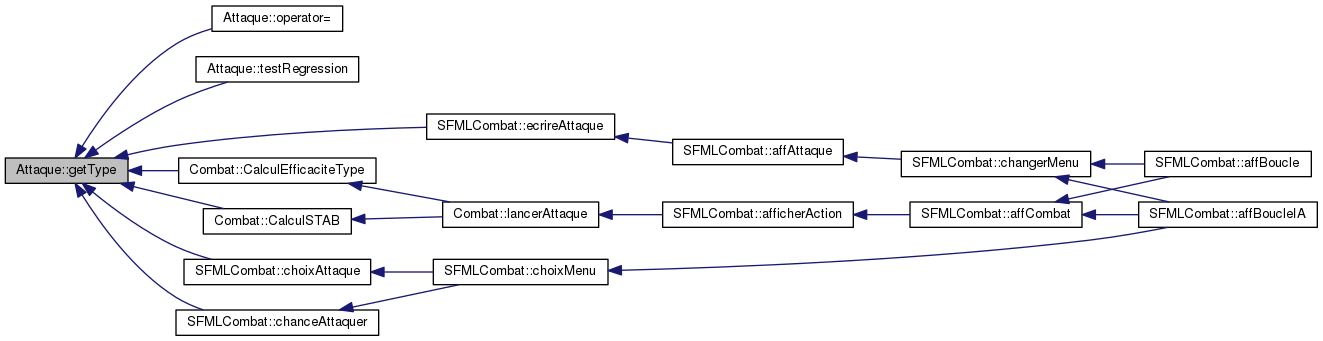 Attaque::operator=
Attaque::testRegression
SFMLCombat::ecrireAttaque
SFMLCombat::affAttaque
SFMLCombat::changerMenu
SFMLCombat::affBoucle
Attaque::getType
Combat::CalculEfficaciteType
Combat::CalculSTAB
Combat::lancerAttaque
SFMLCombat::afficherAction
SFMLCombat::affCombat
SFMLCombat::affBoucleIA
SFMLCombat::choixAttaque
SFMLCombat::choixMenu
SFMLCombat::chanceAttaquer